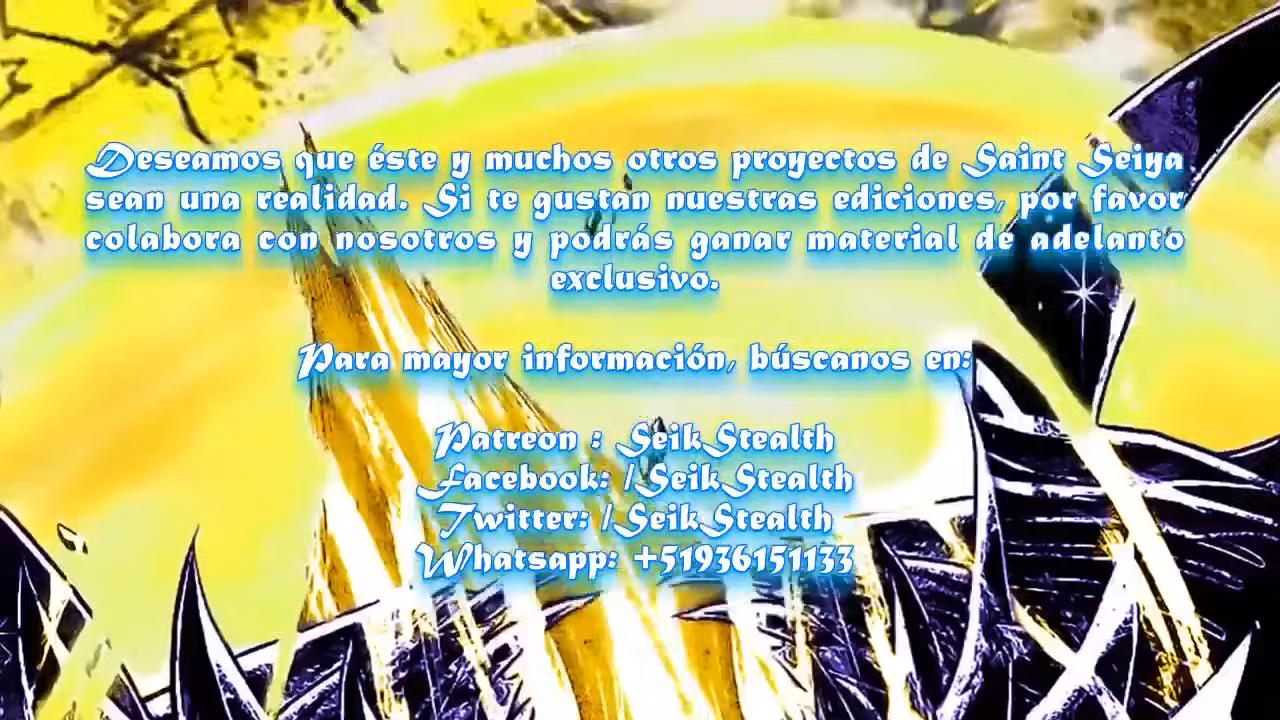 Deseamos que éste y muchos otros proyectos de Saint Seiya
sean una realidad. Si te gustan nuestras ediciones, por favor
colabora con nosotros y podrás ganar material de adelanto
exclusivo.
Para mayor información, búscanos en:
Patreon : SeikStealth
Facebook: /SeikStealth
Twitter: /SeikStealth
Whatsapp: +51936151133